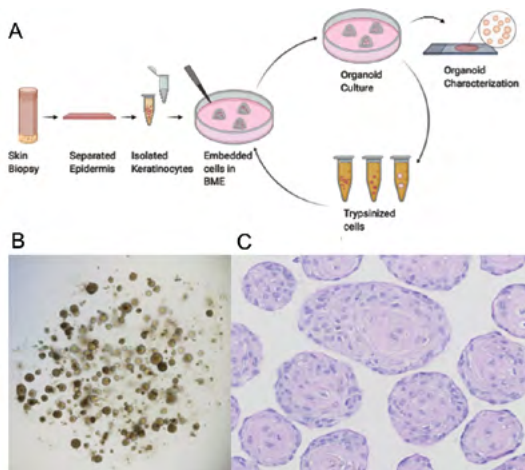 A
Organoid
Culture
Organoid
Characterization
Skin
Biopsy
Separated
Epidermis
Isolated
Keratinocytes
Embedded
cells in
BME
Trypsinized
cells
B
C